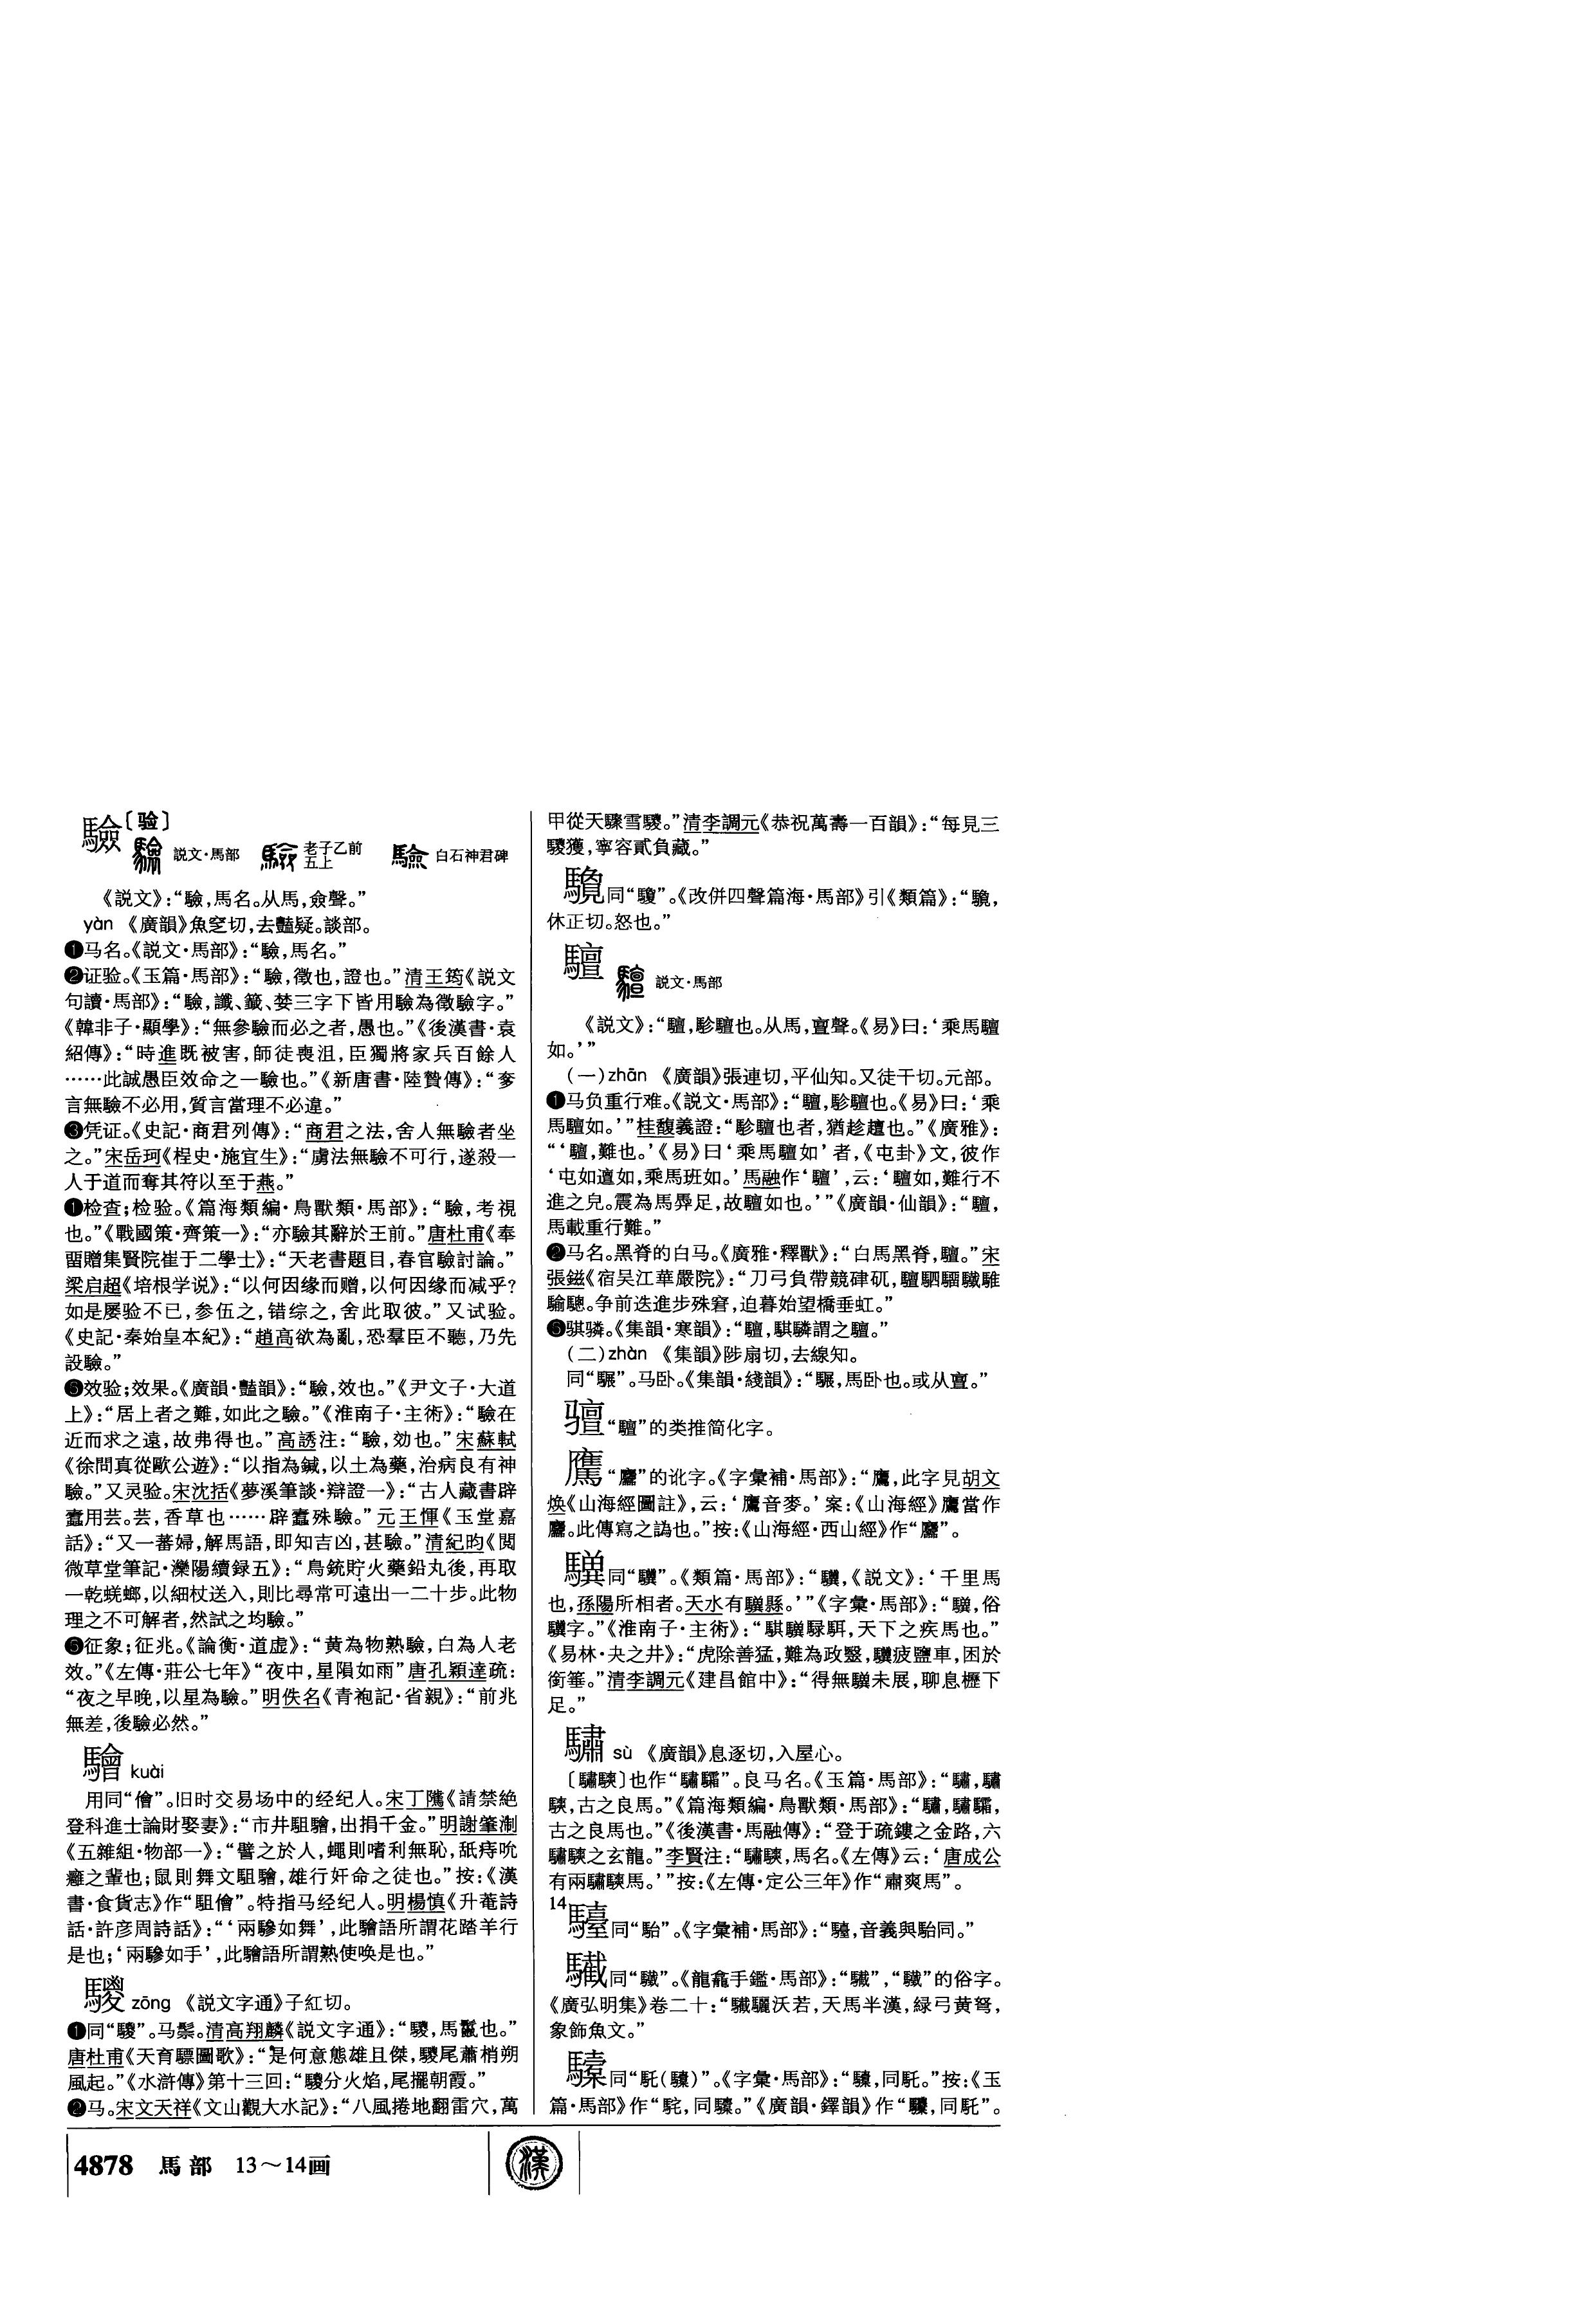 驗〔验〕
説文·馬部 老子乙前五上 白石神君碑
《説文》：“驗，馬名。从馬，僉聲。”
yàn 《廣韻》魚窆切，去豔疑。談部。
❶马名。《説文·馬部》：“驗，馬名。”
❷证验。《玉篇·馬部》：“驗，徵也，證也。”清王筠《説文
句讀·馬部》：“驗，讖、籤、婪三字下皆用驗為徵驗字。”
《韓非子·顯學》：“無參驗而必之者，愚也。”《後漢書·袁
紹傳》：“時進既被害，師徒喪沮，臣獨將家兵百餘人
……此誠愚臣效命之一驗也。”《新唐書·陸贄傳》：“夸
言無驗不必用，質言當理不必違。”
❸凭证。《史記·商君列傳》：“商君之法，舍人無驗者坐
之。”宋岳珂《桯史·施宜生》：“虜法無驗不可行，遂殺一
人于道而奪其符以至于燕。”
❶检查；检验。《篇海類編·鳥獸類·馬部》：“驗，考視
也。”《戰國策·齊策一》：“亦驗其辭於王前。”唐杜甫《奉
畱贈集賢院崔于二學士》：“天老書題目，春官驗討論。”
梁启超《培根学说》：“以何因缘而赠，以何因缘而减乎？
如是屡验不已，参伍之，错综之，舍此取彼。”又试验。
《史記·秦始皇本紀》：“趙高欲為亂，恐羣臣不聽，乃先
設驗。”
❺效验；效果。《廣韻·豔韻》：“驗，效也。”《尹文子·大道
上》：“居上者之難，如此之驗。”《淮南子·主術》：“驗在
近而求之遠，故弗得也。”高誘注：“驗，効也。”宋蘇軾
《徐問真從歐公遊》：“以指為鍼，以土為藥，治病良有神
驗。”又灵验。宋沈括《夢溪筆談·辯證一》：“古人藏書辟
蠹用芸。芸，香草也……辟蠹殊驗。”元王惲《玉堂嘉
話》：“又一蕃婦，解馬語，即知吉凶，甚驗。”清紀昀《閲
微草堂筆記·灤陽續録五》：“鳥銃貯火藥鉛丸後，再取
一乾蜣螂，以細杖送入，則比尋常可遠出一二十步。此物
理之不可解者，然試之均驗。”
❺征象；征兆。《論衡·道虚》：“黄為物熟驗，白為人老
效。”《左傳·莊公七年》“夜中，星隕如雨”唐孔穎達疏：
“夜之早晚，以星為驗。”明佚名《青袍記·省親》：“前兆
無差，後驗必然。”
䯤 kuài
用同“儈”。旧时交易场中的经纪人。宋丁騭《請禁絶
登科進士論財娶妻》：“市井駔䯤，出捐千金。”明謝肇淛
《五雜組·物部一》：“譬之於人，蠅則嗜利無恥，舐痔吮
癰之輩也；鼠則舞文駔䯤，雄行奸命之徒也。”按：《漢
書·食貨志》作“駔儈”。特指马经纪人。明楊慎《升菴詩
話·許彦周詩話》：“‘兩驂如舞’，此䯤語所謂花踏羊行
是也；‘兩驂如手’，此䯤語所謂熟使唤是也。”
騣 zōng 《説文字通》子紅切。
❶同“騣”。马鬃。清高翔麟《説文字通》：“騣，馬鬣也。”
唐杜甫《天育驃圖歌》：“是何意態雄且傑，騣尾蕭梢朔
風起。”《水滸傳》第十三回：“騣分火焰，尾擺朝霞。”
❷马。宋文天祥《文山觀大水記》：“八風捲地翻雷穴，萬
甲從天驟雪騣。”清李調元《恭祝萬壽一百韻》：“每見三
騣獲，寧容貳負藏。”
同“”。《改併四聲篇海·馬部》引《類篇》：“，
休正切。怒也。”
驙 説文·馬部
《説文》：“驙，駗驙也。从馬，亶聲。《易》曰：‘乘馬驙
如。’”
（一）zhān 《廣韻》張連切，平仙知。又徒干切。元部。
❶马负重行难。《説文·馬部》：“驙，駗驙也。《易》曰：‘乘
馬驙如。’”桂馥義證：“駗驙也者，猶趁䟢也。”《廣雅》：
“‘驙，難也。’《易》曰‘乘馬驙如’者，《屯卦》文，彼作
‘屯如邅如，乘馬班如。’馬融作‘驙’，云：‘驙如，難行不
進之皃。震為馬馵足，故驙如也。’”《廣韻·仙韻》：“驙，
馬載重行難。”
❷马名。黑脊的白马。《廣雅·釋獸》：“白馬黑脊，驙。”宋
張鎡《宿吴江華嚴院》：“刀弓負帶競硉矹，驙駰騮驖騅
騟驄。争前迭進步殊窘，迫暮始望橋垂虹。”
❻骐驎。《集韻·寒韻》：“驙，騏驎謂之驙。”
（二）zhàn 《集韻》陟扇切，去線知。
同“驏”。马卧。《集韻·綫韻》：“驏，馬卧也。或从亶。”
“驙”的类推简化字。
“䴢”的讹字。《字彙補·馬部》：“，此字見胡文
焕《山海經圖註》，云：‘音麥。’案：《山海經》當作
。此傳寫之譌也。”按：《山海經·西山經》作“”。
同“驥”。《類篇·馬部》：“驥，《説文》：‘千里馬
也，孫陽所相者。天水有驥縣。’”《字彙·馬部》：“，俗
驥字。”《淮南子·主術》：“騏驥騄駬，天下之疾馬也。”
《易林·夬之井》：“虎除善猛，難為政毉，驥疲鹽車，困於
銜箠。”清李調元《建昌館中》：“得無驥未展，聊息櫪下
足。”
驌 sù 《廣韻》息逐切，入屋心。
〔驌駚〕也作“驌驦”。良马名。《玉篇·馬部》：“驌，驌
，古之良馬。”《篇海類編·鳥獸類·馬部》：“驌，驌驦，
古之良馬也。”《後漢書·馬融傳》：“登于疏鏤之金路，六
驌之玄龍。”李賢注：“驌，馬名。《左傳》云：‘唐成公
有兩驌馬。’”按：《左傳·定公三年》作“肅爽馬”。
14
同“駘”。《字彙補·馬部》：“，音義與駘同。”
同“驖”。《龍龕手鑑·馬部》：“”，“驖”的俗字。
《廣弘明集》卷二十：“驪沃若，天馬半漢，緑弓黄弩，
象飾魚文。”
同“馲（）”。《字彙·馬部》：“，同馲。”按：《玉
篇·馬部》作“駝，同。”《廣韻·鐸韻》作“，同馲”。
4878 馬部 13～14画
漢